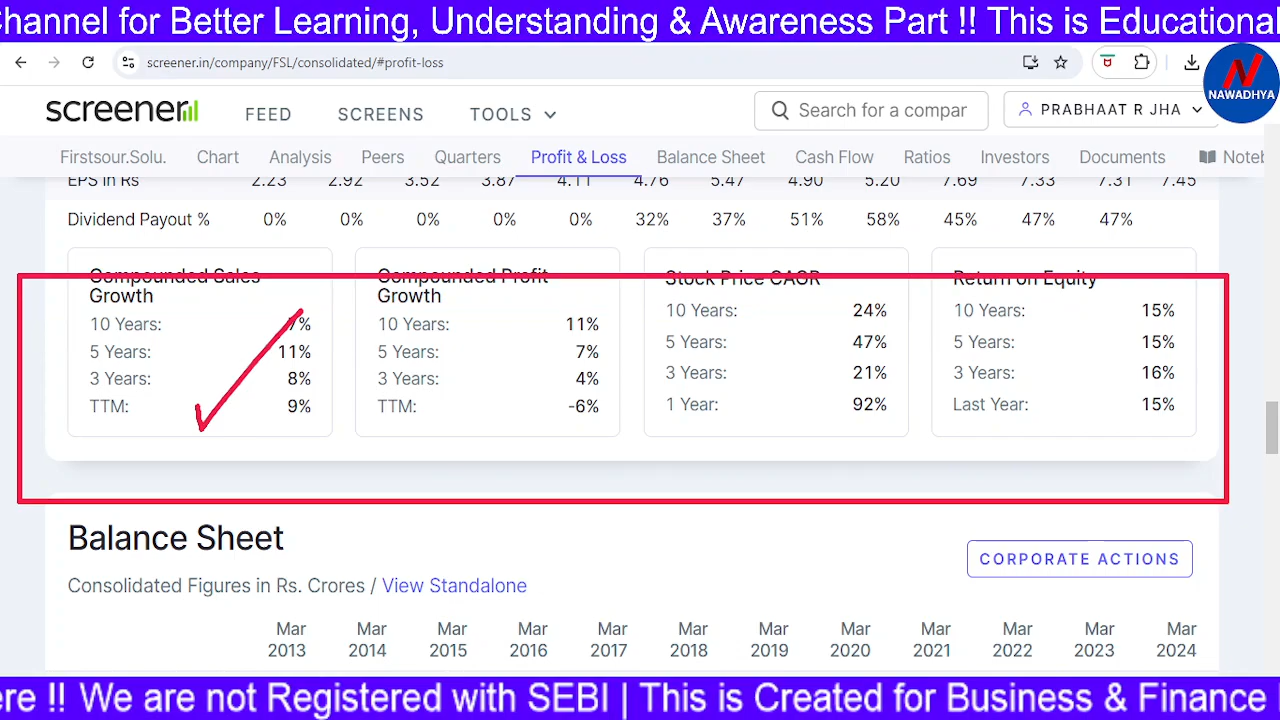 Channel for Better Learning, Understanding & Awareness Part !! This is Educational
screener.in/company/FSL/consolidated/#profit-loss
NAWADHYA
screener FEED SCREENS TOOLS Search for a compar PRABHAAT R JHA
Firstsour.Solu. Chart Analysis Peers Quarters Profit & Loss Balance Sheet Cash Flow Ratios Investors Documents Noteb
EPS in Rs 2.23 2.92 3.52 3.87 4.11 4.76 5.47 4.90 5.20 7.69 7.33 7.31 7.45
Dividend Payout % 0% 0% 0% 0% 0% 32% 37% 51% 58% 45% 47% 47%
Compounded Sales Growth
10 Years: 7%
5 Years: 11%
3 Years: 8%
TTM: 9%
Compounded Profit Growth
10 Years: 11%
5 Years: 7%
3 Years: 4%
TTM: -6%
Stock Price CAGR
10 Years: 24%
5 Years: 47%
3 Years: 21%
1 Year: 92%
Return on Equity
10 Years: 15%
5 Years: 15%
3 Years: 16%
Last Year: 15%
Balance Sheet
CORPORATE ACTIONS
Consolidated Figures in Rs. Crores / View Standalone
Mar 2013 Mar 2014 Mar 2015 Mar 2016 Mar 2017 Mar 2018 Mar 2019 Mar 2020 Mar 2021 Mar 2022 Mar 2023 Mar 2024
ere !! We are not Registered with SEBI | This is Created for Business & Finance